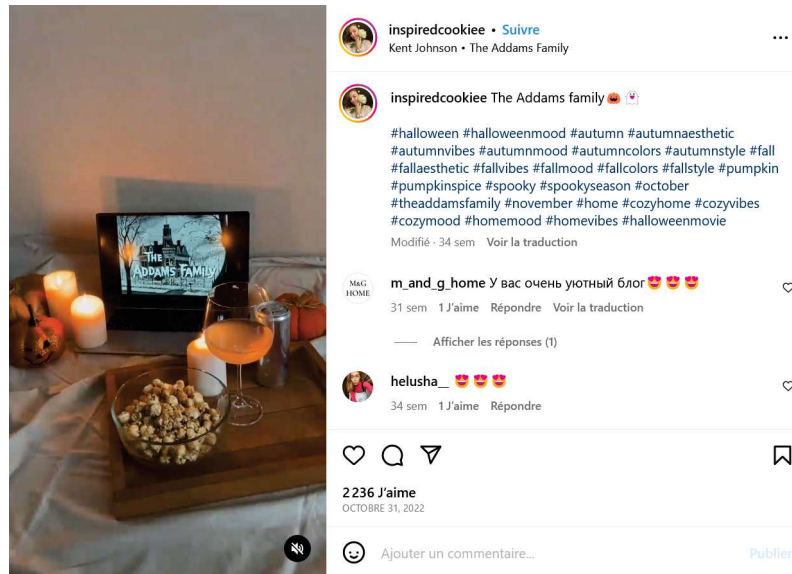 inspiredcookiee • Suivre
Kent Johnson • The Addams Family
inspiredcookiee The Addams family🎃 👻
#halloween #halloweenmood #autumn #autumnaesthetic
#autumnvibes #autumnmood #autumncolors #autumnstyle #fall
#fallaesthetic #fallvibes #fallmood #fallcolors #fallstyle #pumpkin
#pumpkinspice #spooky #spookyseason #october
#theaddamsfamily #november #home #cozyhome #cozyvibes
#cozymood #homemood #homevibes #halloweenmovie
Modifié · 34 sem Voir la traduction
THE
ADDAMS FAMILY
M&G
HOME
m_and_g_home У вас очень уютный блог😍 😍 😍
31 sem 1 J’aime Répondre Voir la traduction
Afficher les réponses (1)
helusha__ 😍 😍 😍
34 sem 1 J’aime Répondre
2 236 J’aime
OCTOBRE 31, 2022
Ajouter un commentaire...
Publier